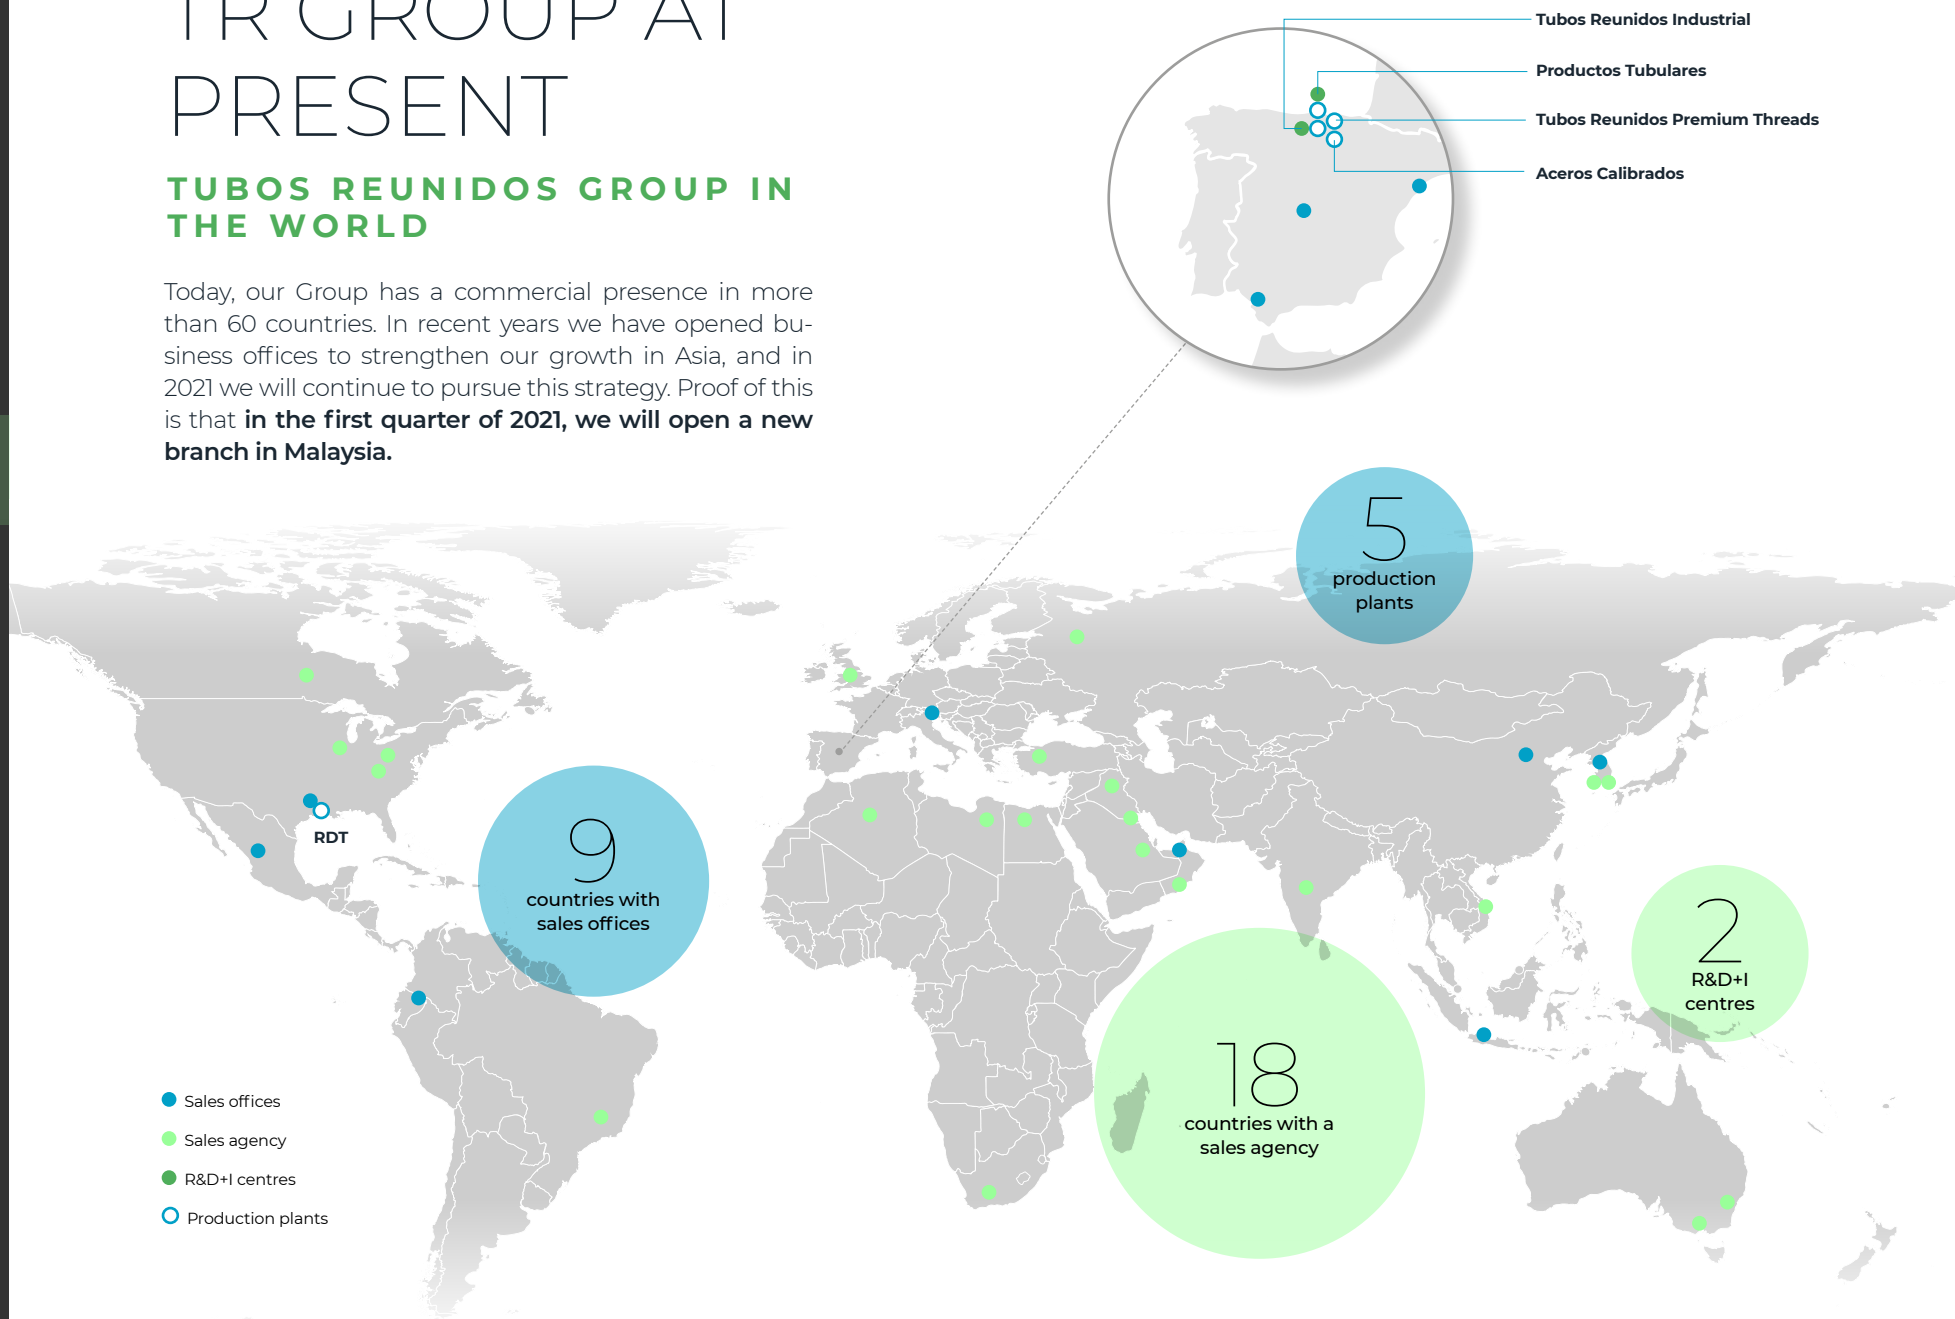 TR GROUP AT
PRESENT
TUBOS REUNIDOS GROUP IN
THE WORLD
Today, our Group has a commercial presence in more
than 60 countries. In recent years we have opened bu-
siness offices to strengthen our growth in Asia, and in
2021 we will continue to pursue this strategy. Proof of this
is that in the first quarter of 2021, we will open a new
branch in Malaysia.
Tubos Reunidos Industrial
Productos Tubulares
Tubos Reunidos Premium Threads
Aceros Calibrados
5
production
plants
RDT
9
countries with
sales offices
2
R&D+I
centres
18
countries with a
sales agency
Sales offices
Sales agency
R&D+I centres
Production plants